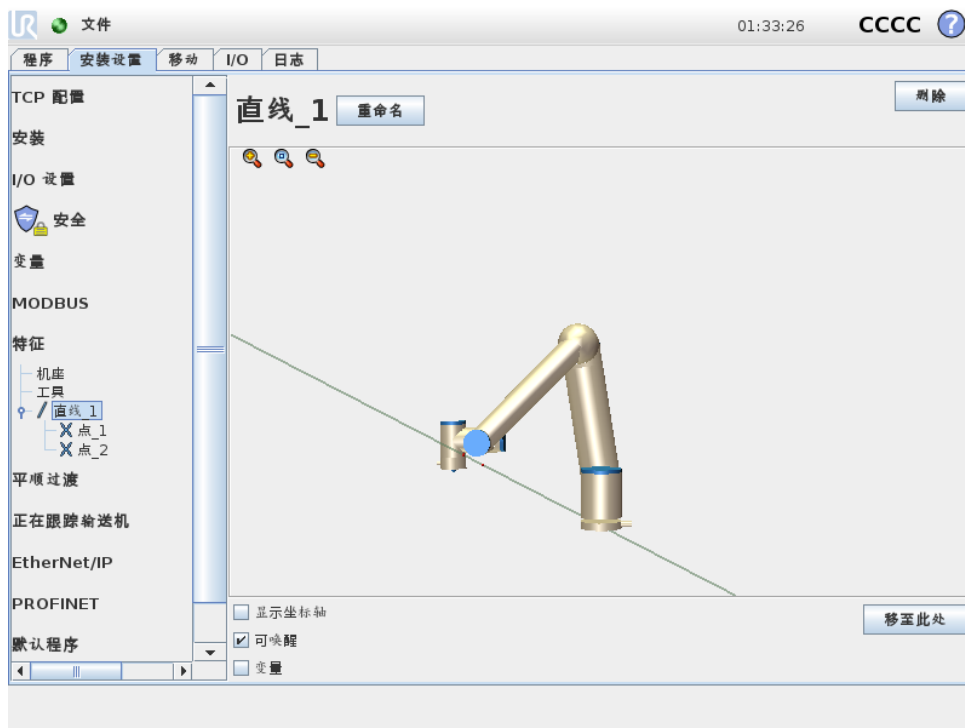 UR 文件 01:33:26 CCCC ?
程序 安装设置 移动 I/O 日志
TCP 配置
安装
I/O 设置
安全
变量
MODBUS
特征
机座
工具
直线_1
点_1
点_2
平顺过渡
正在跟踪输送机
EtherNet/IP
PROFINET
默认程序
直线_1 重命名 删除
显示坐标轴
可唤醒
变量
移至此处